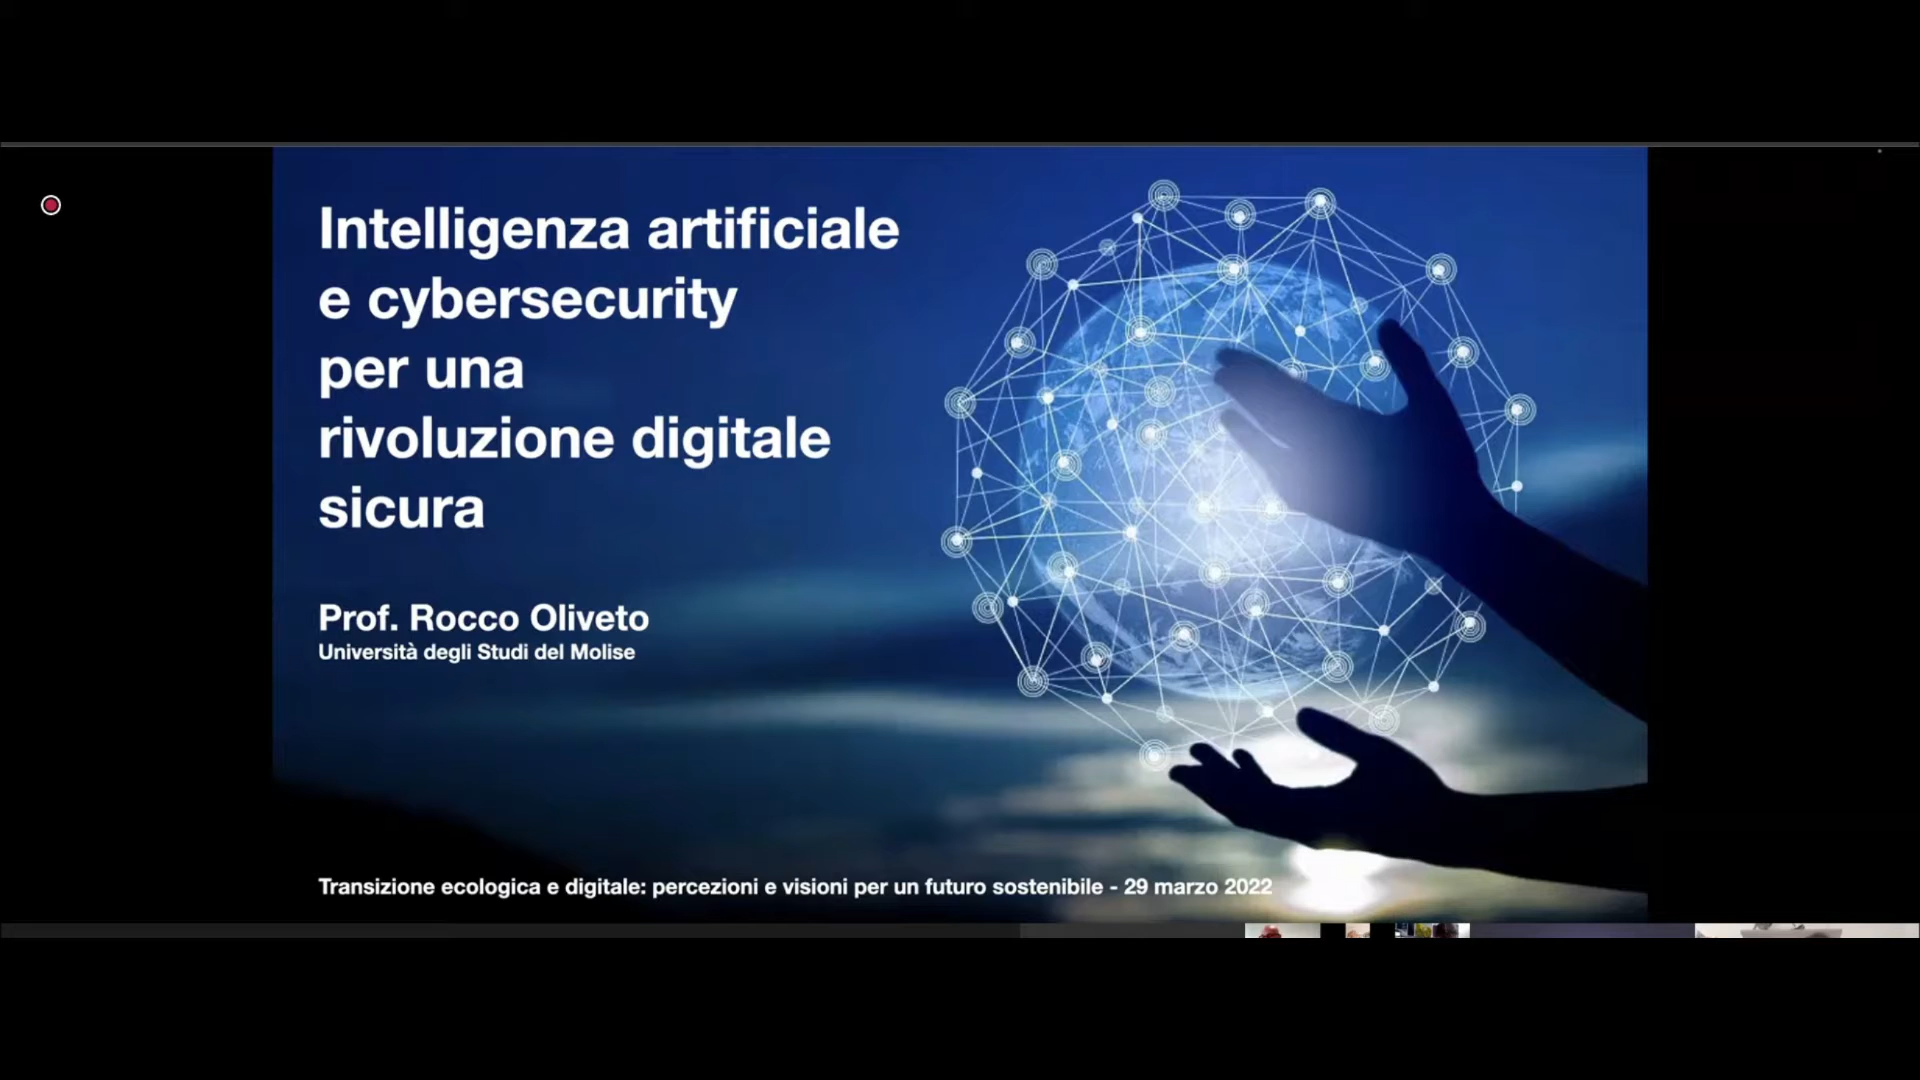 Intelligenza artificiale
e cybersecurity
per una
rivoluzione digitale
sicura
Prof. Rocco Oliveto
Università degli Studi del Molise
Transizione ecologica e digitale: percezioni e visioni per un futuro sostenibile - 29 marzo 2022